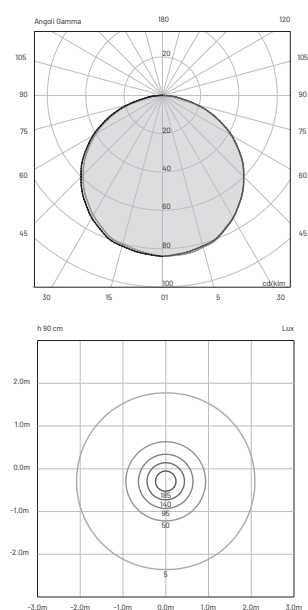 Angoli Gamma 180 120
20
105 105
90 90
20
75 75
40
60 60
60
45 45
80
100 cd/klm
30 15 01 5 30
h 90 cm Lux
2.0m
1.0m
0.0m
185
140
-1.0m
95
50
-2.0m
5
-3.0m -2.0m -1.0m 0.0m 1.0m 2.0m 3.0m